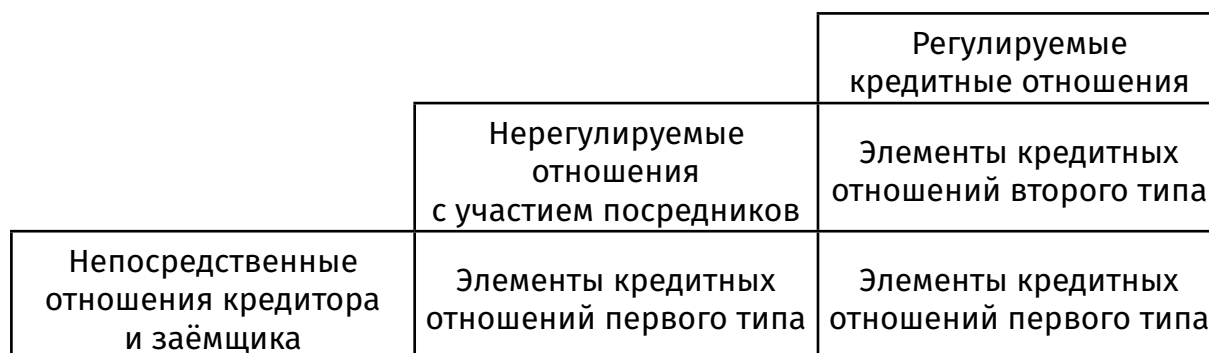 Регулируемые
кредитные отношения
Нерегулируемые
отношения
с участием посредников
Элементы кредитных
отношений второго типа
Непосредственные
отношения кредитора
и заёмщика
Элементы кредитных
отношений первого типа
Элементы кредитных
отношений первого типа